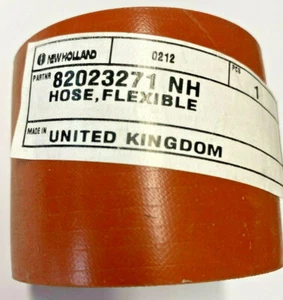 NEW HOLLAND 0212 PCS
PARTNR 82023271 NH 1
HOSE, FLEXIBLE
MADE IN UNITED KINGDOM